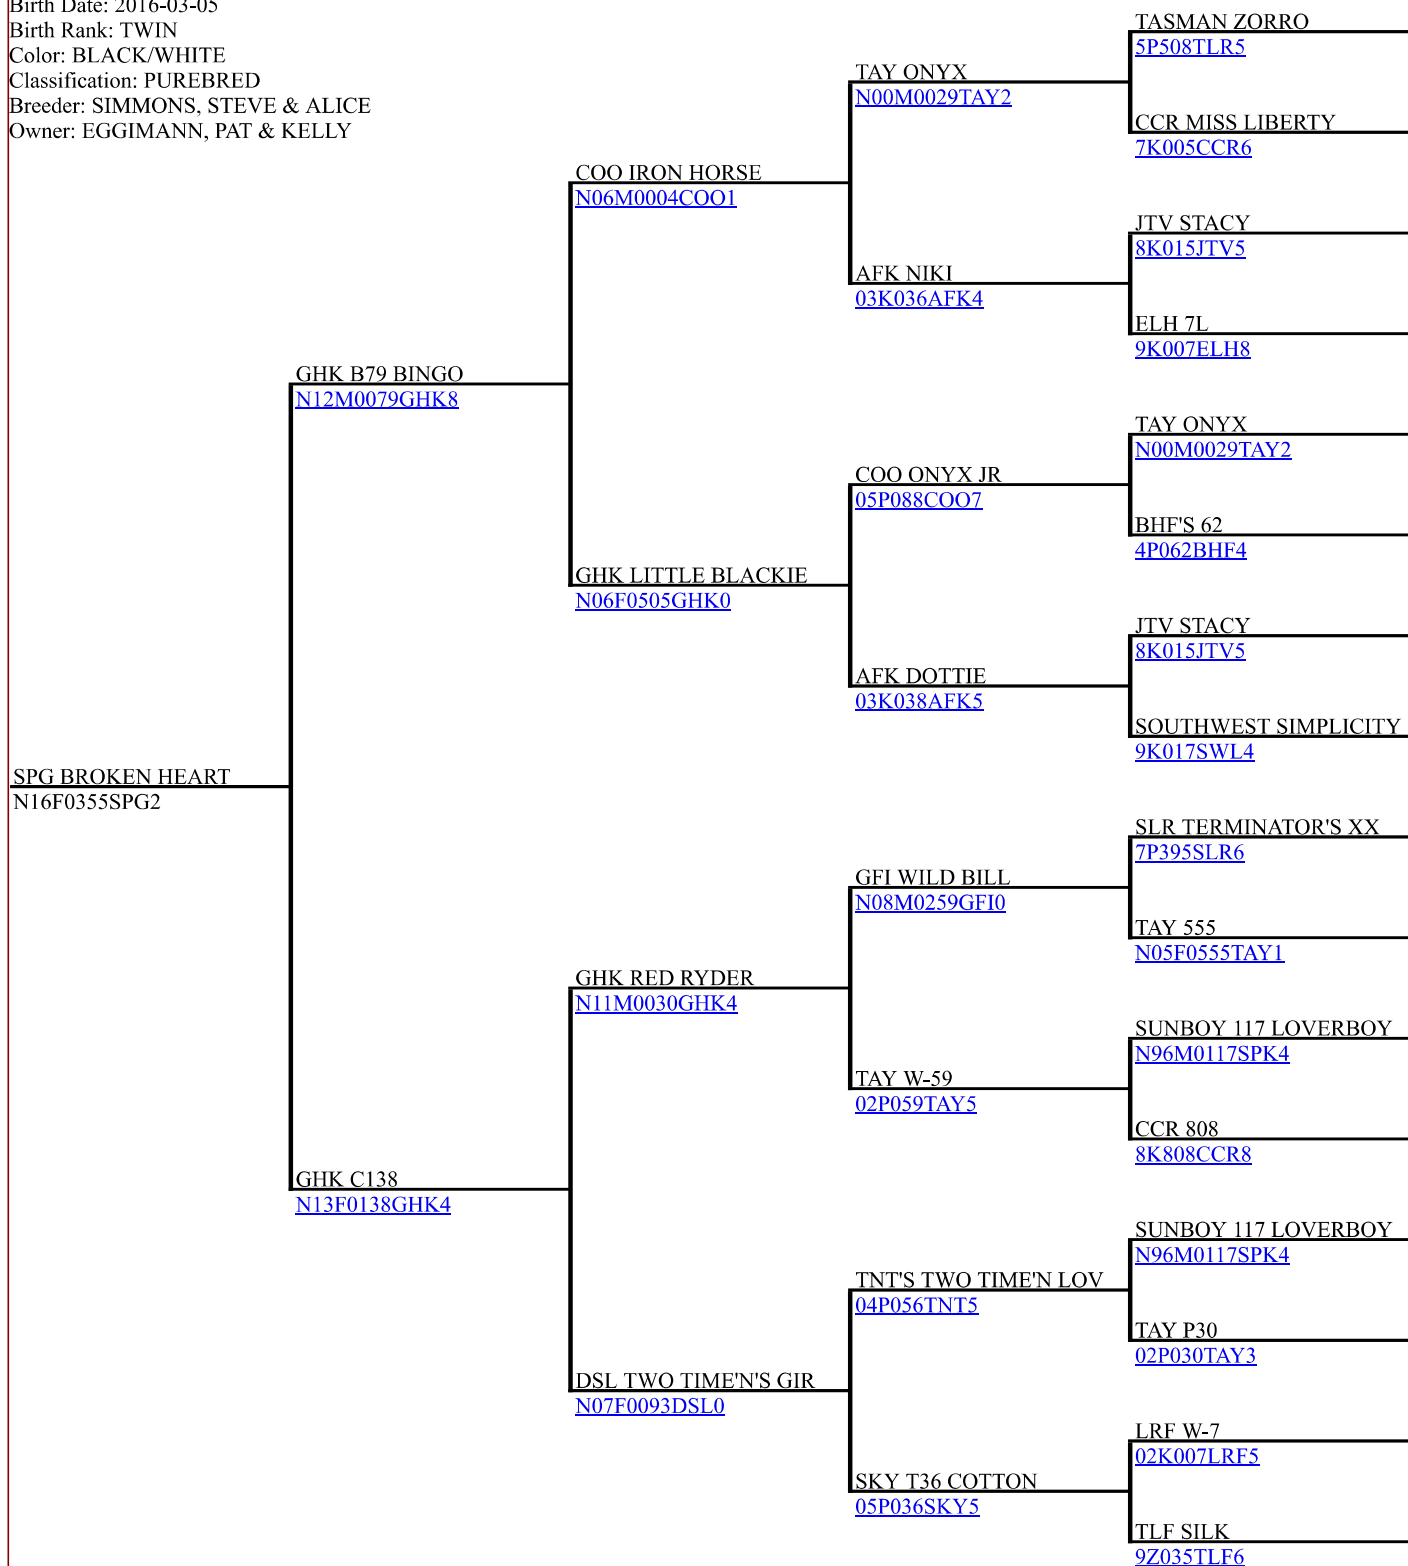 Birth Date: 2016-03-05
Birth Rank: TWIN
Color: BLACK/WHITE
Classification: PUREBRED
Breeder: SIMMONS, STEVE & ALICE
Owner: EGGIMANN, PAT & KELLY
TASMAN ZORRO
5P508TLR5
TAY ONYX
N00M0029TAY2
CCR MISS LIBERTY
7K005CCR6
COO IRON HORSE
N06M0004COO1
JTV STACY
8K015JTV5
AFK NIKI
03K036AFK4
ELH 7L
9K007ELH8
GHK B79 BINGO
N12M0079GHK8
TAY ONYX
N00M0029TAY2
COO ONYX JR
05P088COO7
BHF'S 62
4P062BHF4
GHK LITTLE BLACKIE
N06F0505GHK0
JTV STACY
8K015JTV5
AFK DOTTIE
03K038AFK5
SOUTHWEST SIMPLICITY
9K017SWL4
SPG BROKEN HEART
N16F0355SPG2
SLR TERMINATOR'S XX
7P395SLR6
GFI WILD BILL
N08M0259GFI0
TAY 555
N05F0555TAY1
GHK RED RYDER
N11M0030GHK4
SUNBOY 117 LOVERBOY
N96M0117SPK4
TAY W-59
02P059TAY5
CCR 808
8K808CCR8
GHK C138
N13F0138GHK4
SUNBOY 117 LOVERBOY
N96M0117SPK4
TNT'S TWO TIME'N LOV
04P056TNT5
TAY P30
02P030TAY3
DSL TWO TIME'N'S GIR
N07F0093DSL0
LRF W-7
02K007LRF5
SKY T36 COTTON
05P036SKY5
TLF SILK
9Z035TLF6